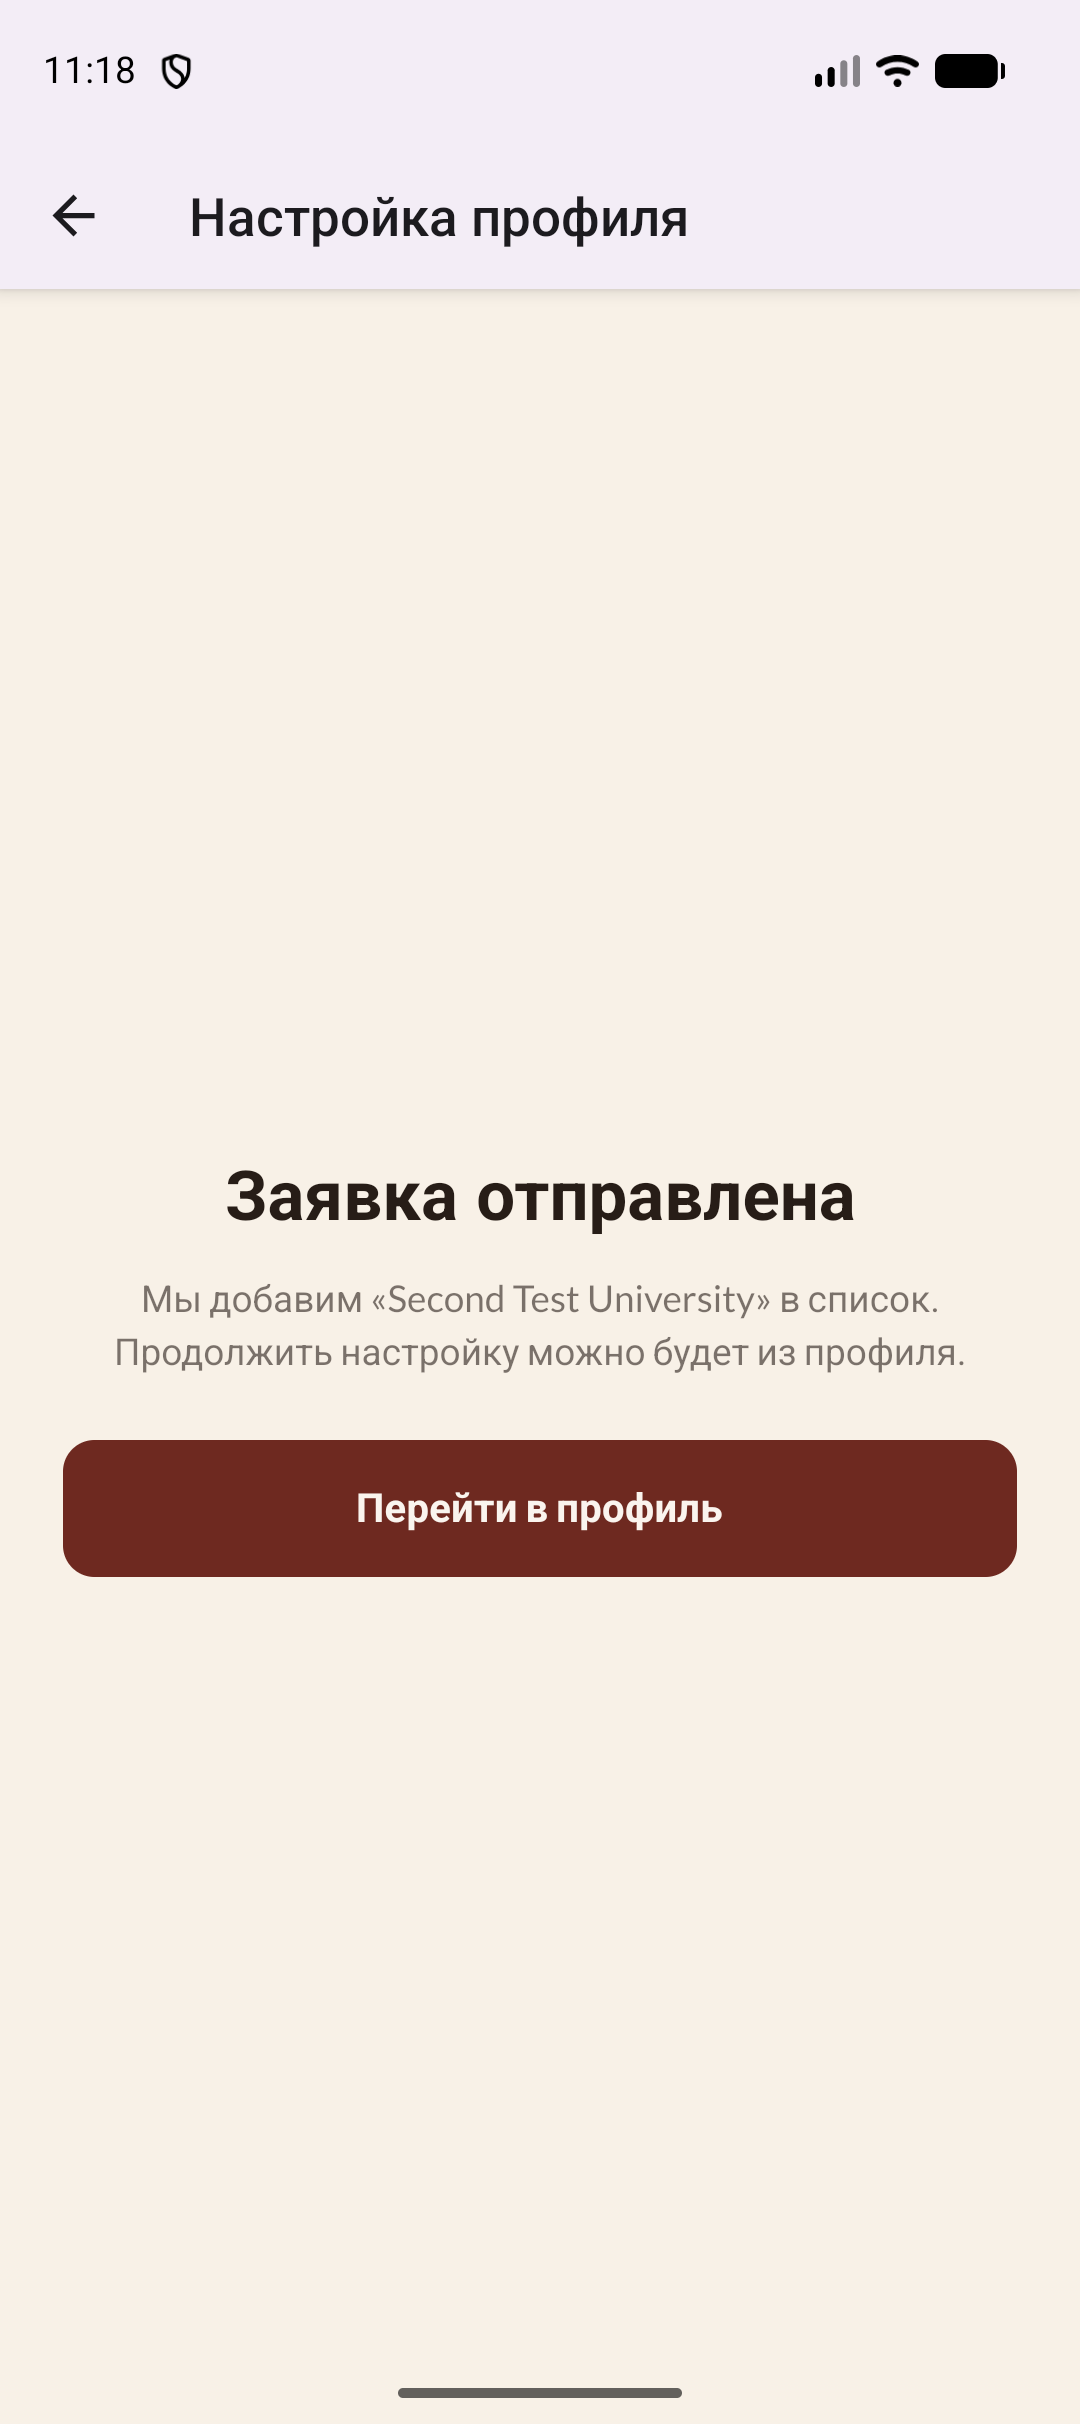 11:18
Настройка профиля
Заявка отправлена
Мы добавим «Second Test University» в список.
Продолжить настройку можно будет из профиля.
Перейти в профиль